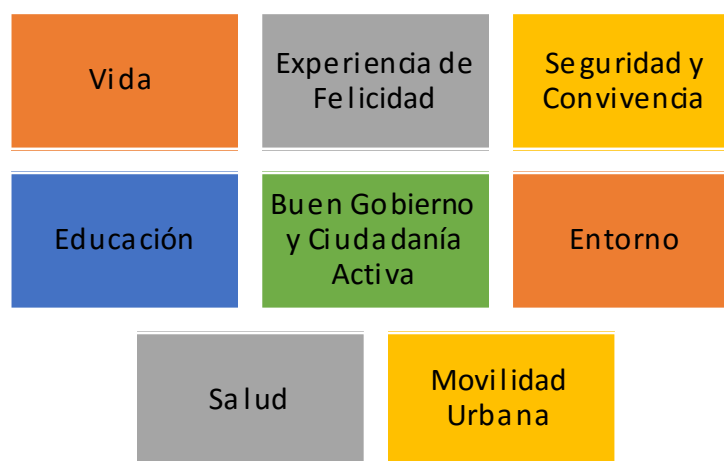 Vida
Experiencia de
Felicidad
Seguridad y
Convivencia
Educación
Buen Gobierno
y Ciudadanía
Activa
Entorno
Salud
Movilidad
Urbana